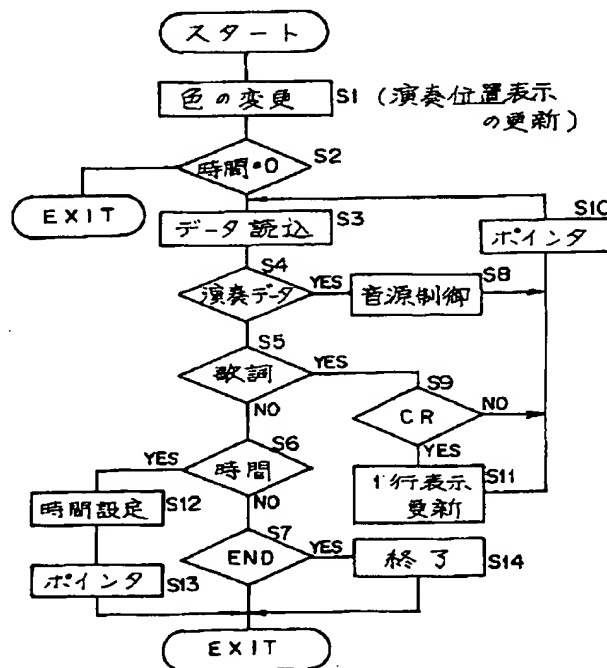 スタート
色の変更 S1 (演奏位置表示
の更新)
時間=0 S2
EXIT
データ読込 S3
ポインタ S10
演奏データ S4
YES
音源制御 S8
歌詞 S5
YES
NO
CR S9
NO
YES
時間 S6
YES
NO
1行表示
更新 S11
時間設定 S12
END S7
YES
終了 S14
ポインタ S13
EXIT